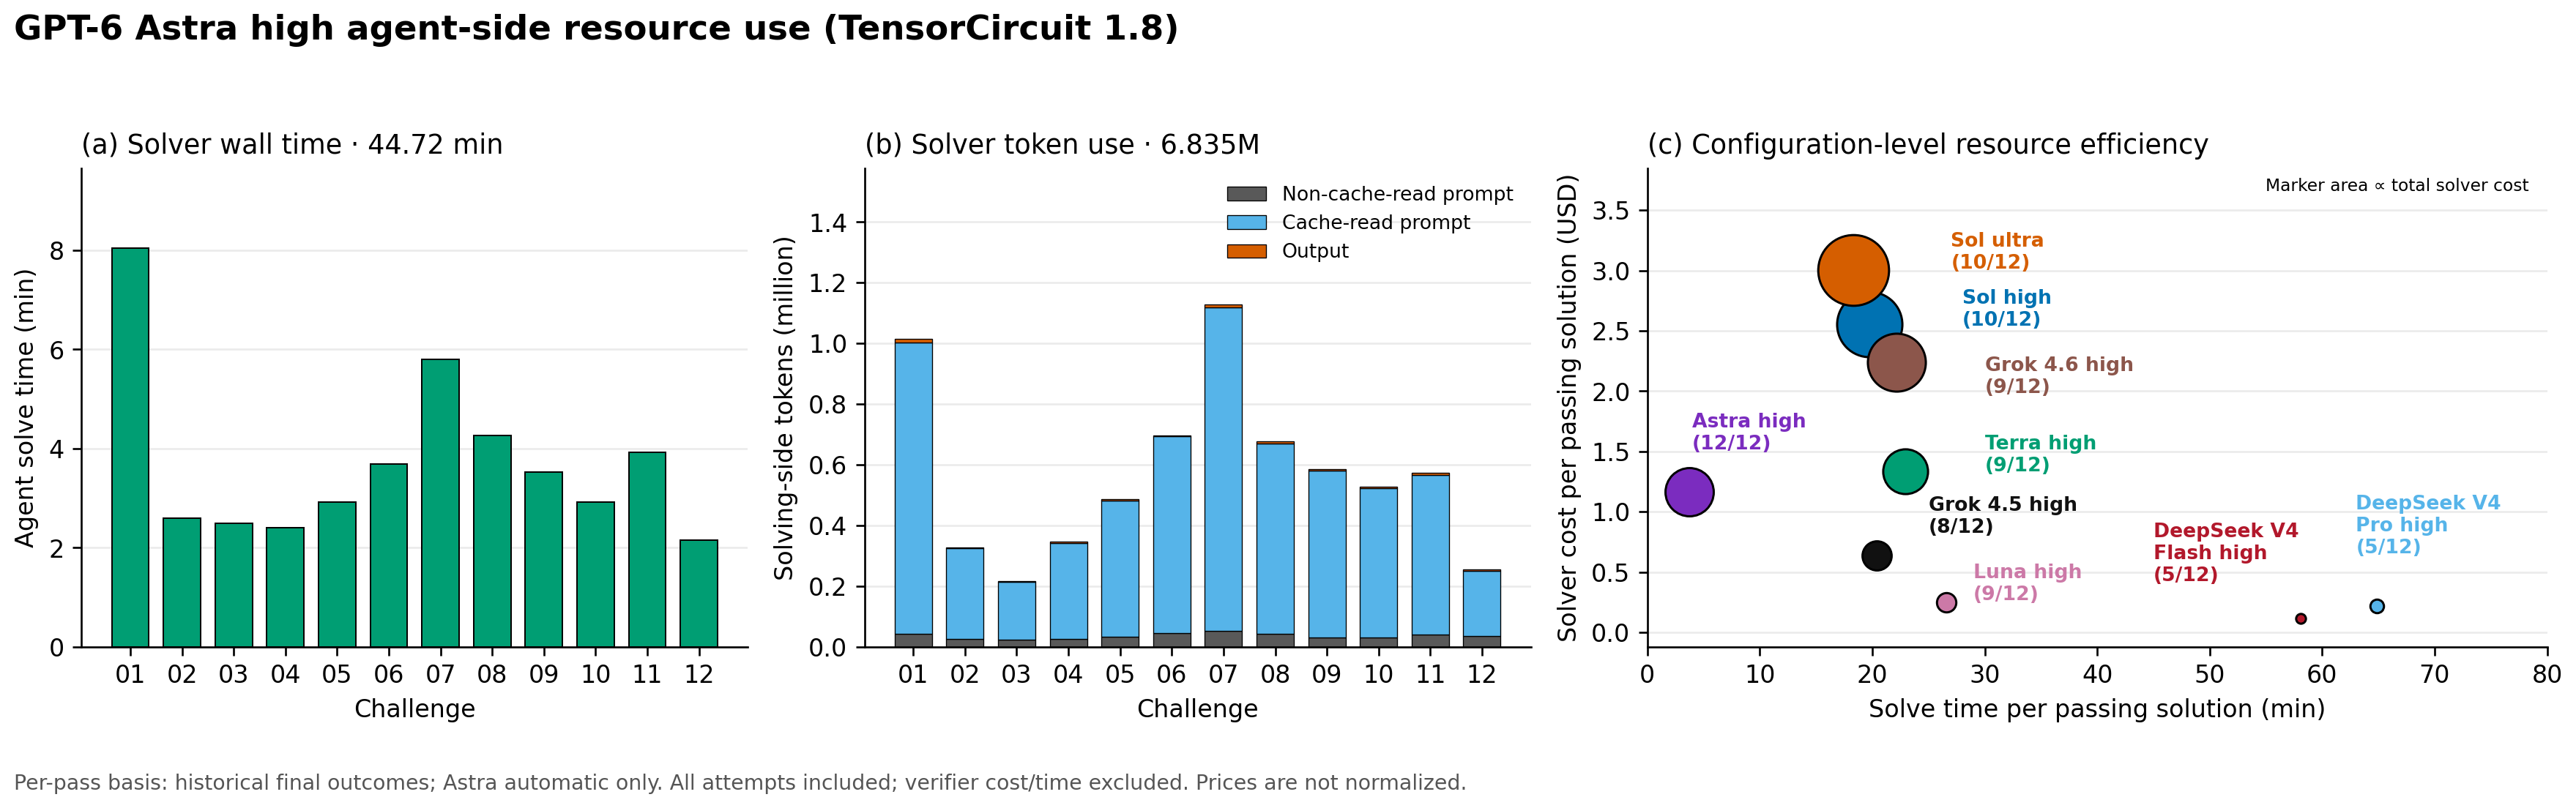 GPT-6 Astra high agent-side resource use (TensorCircuit 1.8)
(a) Solver wall time · 44.72 min
Agent solve time (min)
8
6
4
2
0
01 02 03 04 05 06 07 08 09 10 11 12
Challenge
(b) Solver token use · 6.835M
Solving-side tokens (million)
Non-cache-read prompt
Cache-read prompt
Output
1.4
1.2
1.0
0.8
0.6
0.4
0.2
0.0
01 02 03 04 05 06 07 08 09 10 11 12
Challenge
(c) Configuration-level resource efficiency
Marker area ∝ total solver cost
Solver cost per passing solution (USD)
3.5
3.0
2.5
2.0
1.5
1.0
0.5
0.0
Sol ultra
(10/12)
Sol high
(10/12)
Grok 4.6 high
(9/12)
Astra high
(12/12)
Terra high
(9/12)
Grok 4.5 high
(8/12)
DeepSeek V4
Pro high
(5/12)
DeepSeek V4
Flash high
(5/12)
Luna high
(9/12)
0 10 20 30 40 50 60 70 80
Solve time per passing solution (min)
Per-pass basis: historical final outcomes; Astra automatic only. All attempts included; verifier cost/time excluded. Prices are not normalized.